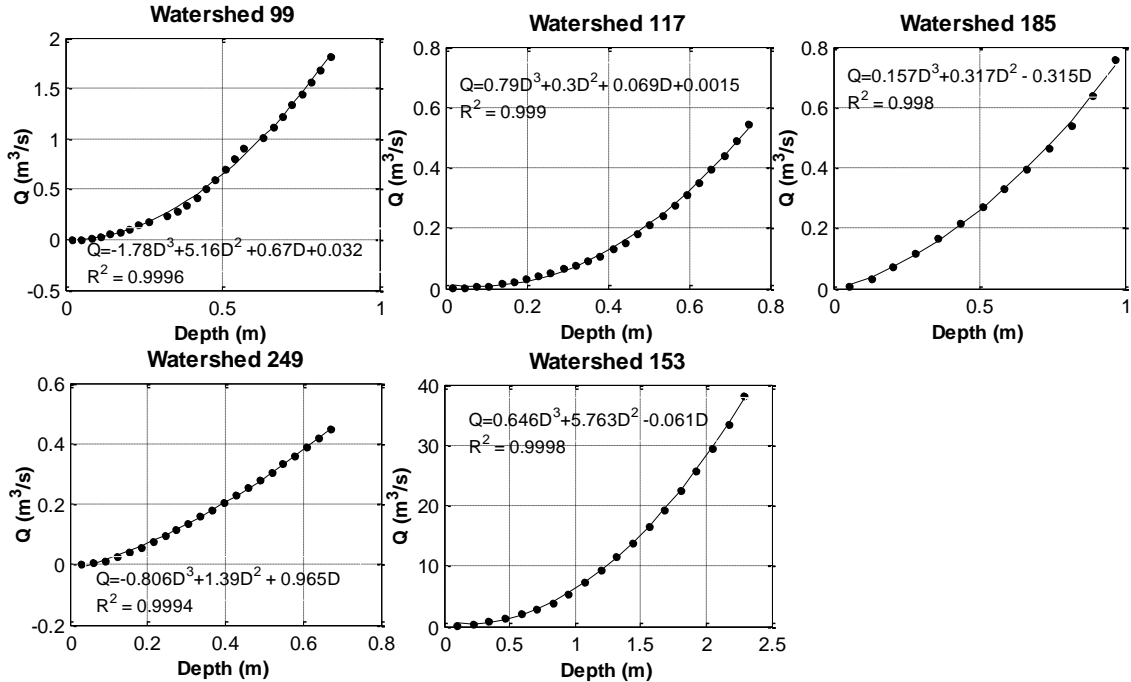 Watershed 99
2
1.5
1
0.5
0
-0.5
0 0.5 1
Q (m³/s)
Depth (m)
Q=-1.78D³+5.16D² +0.67D+0.032
R² = 0.9996
Watershed 117
0.8
0.6
0.4
0.2
0
0 0.2 0.4 0.6 0.8
Q (m³/s)
Depth (m)
Q=0.79D³+0.3D²+ 0.069D+0.0015
R² = 0.999
Watershed 185
0.8
0.6
0.4
0.2
0
0 0.5 1
Q (m³/s)
Depth (m)
Q=0.157D³+0.317D² - 0.315D
R² = 0.998
Watershed 249
0.6
0.4
0.2
0
-0.2
0 0.2 0.4 0.6 0.8
Q (m³/s)
Depth (m)
Q=-0.806D³+1.39D² + 0.965D
R² = 0.9994
Watershed 153
40
30
20
10
0
0 0.5 1 1.5 2 2.5
Q (m³/s)
Depth (m)
Q=0.646D³+5.763D² -0.061D
R² = 0.9998